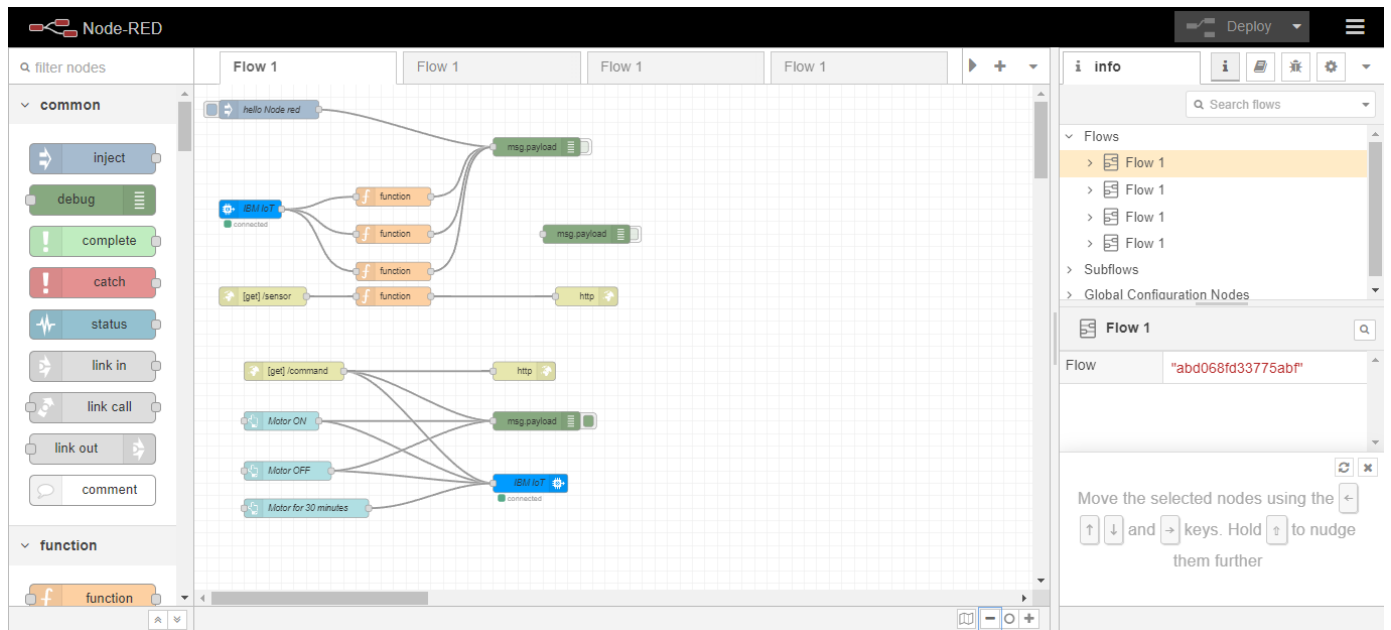 Node-RED
Deploy
filter nodes
Flow 1
Flow 1
Flow 1
Flow 1
i info
i
Search flows
common
inject
debug
complete
catch
status
link in
link call
link out
comment
function
function
hello Node red
msg.payload
function
IBM IoT
connected
function
msg.payload
function
[get] /sensor
function
http
[get] /command
http
Motor ON
msg.payload
Motor OFF
IBM IoT
connected
Motor for 30 minutes
Flows
Flow 1
Flow 1
Flow 1
Flow 1
Subflows
Global Configuration Nodes
Flow 1
Flow "abd068fd33775abf"
Move the selected nodes using the ←
↑ ↓ and → keys. Hold ⇧ to nudge
them further